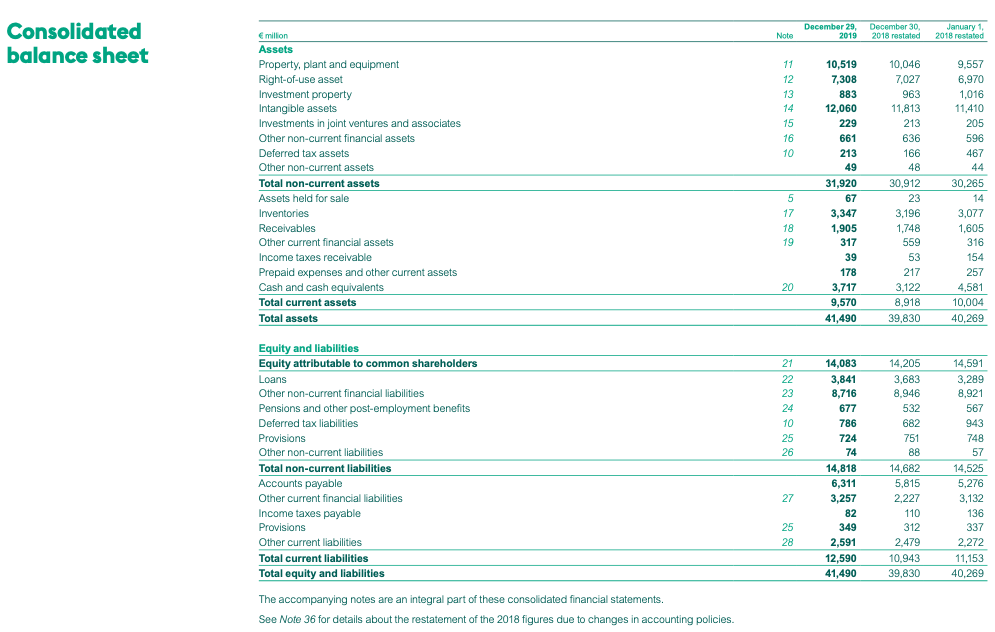 Consolidated
balance sheet
€ million Note December 29, 2019 December 30, 2018 restated January 1, 2018 restated
Assets
Property, plant and equipment 11 10,519 10,046 9,557
Right-of-use asset 12 7,308 7,027 6,970
Investment property 13 883 963 1,016
Intangible assets 14 12,060 11,813 11,410
Investments in joint ventures and associates 15 229 213 205
Other non-current financial assets 16 661 636 596
Deferred tax assets 10 213 166 467
Other non-current assets 49 48 44
Total non-current assets 31,920 30,912 30,265
Assets held for sale 5 67 23 14
Inventories 17 3,347 3,196 3,077
Receivables 18 1,905 1,748 1,605
Other current financial assets 19 317 559 316
Income taxes receivable 39 53 154
Prepaid expenses and other current assets 178 217 257
Cash and cash equivalents 20 3,717 3,122 4,581
Total current assets 9,570 8,918 10,004
Total assets 41,490 39,830 40,269
Equity and liabilities
Equity attributable to common shareholders 21 14,083 14,205 14,591
Loans 22 3,841 3,683 3,289
Other non-current financial liabilities 23 8,716 8,946 8,921
Pensions and other post-employment benefits 24 677 532 567
Deferred tax liabilities 10 786 682 943
Provisions 25 724 751 748
Other non-current liabilities 26 74 88 57
Total non-current liabilities 14,818 14,682 14,525
Accounts payable 6,311 5,815 5,276
Other current financial liabilities 27 3,257 2,227 3,132
Income taxes payable 82 110 136
Provisions 25 349 312 337
Other current liabilities 28 2,591 2,479 2,272
Total current liabilities 12,590 10,943 11,153
Total equity and liabilities 41,490 39,830 40,269
The accompanying notes are an integral part of these consolidated financial statements.
See Note 36 for details about the restatement of the 2018 figures due to changes in accounting policies.